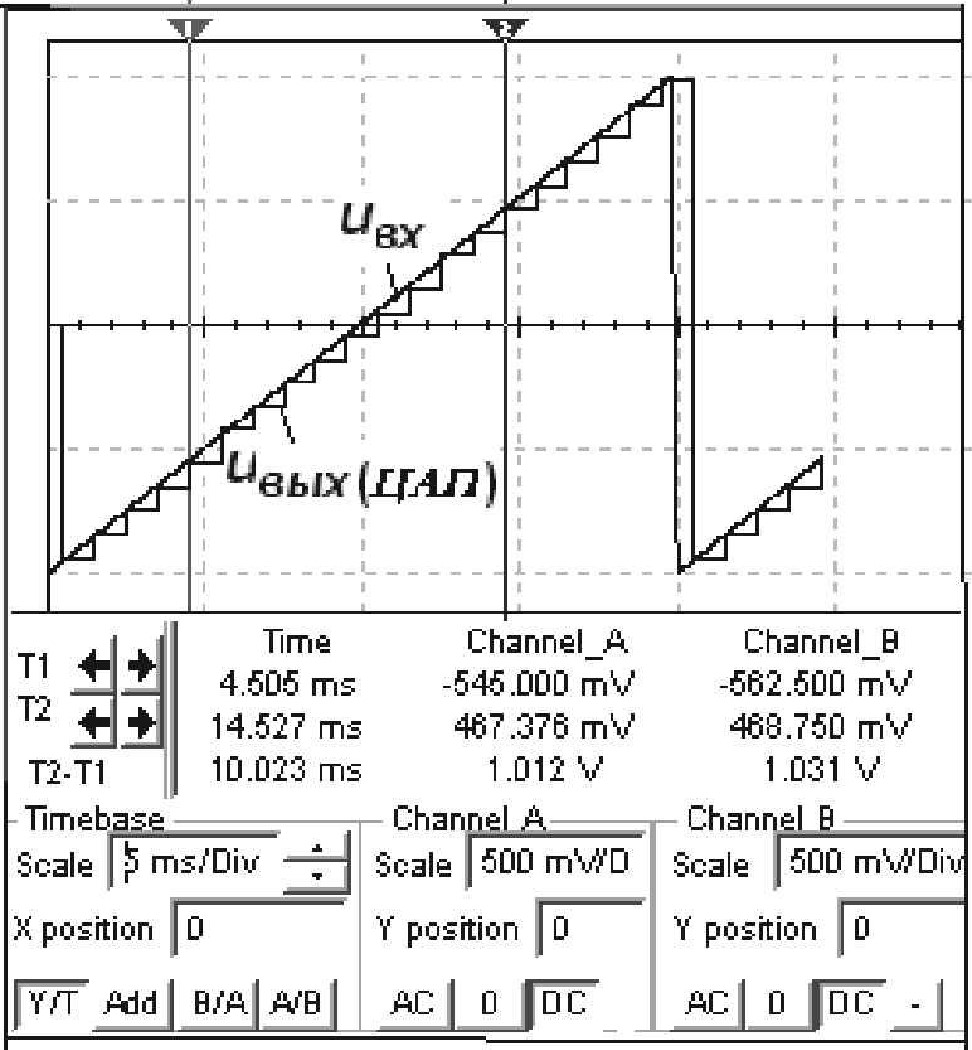 1
2
uвх
uвых (ЦАП)
Time Channel_A Channel_B
T1 4.505 ms -545.000 mV -562.500 mV
T2 14.527 ms 467.376 mV 468.750 mV
T2-T1 10.023 ms 1.012 V 1.031 V
Timebase Channel A Channel B
Scale 5 ms/Div Scale 500 mV/D Scale 500 mV/Div
X position 0 Y position 0 Y position 0
Y/T Add B/A A/B AC 0 DC AC 0 DC -